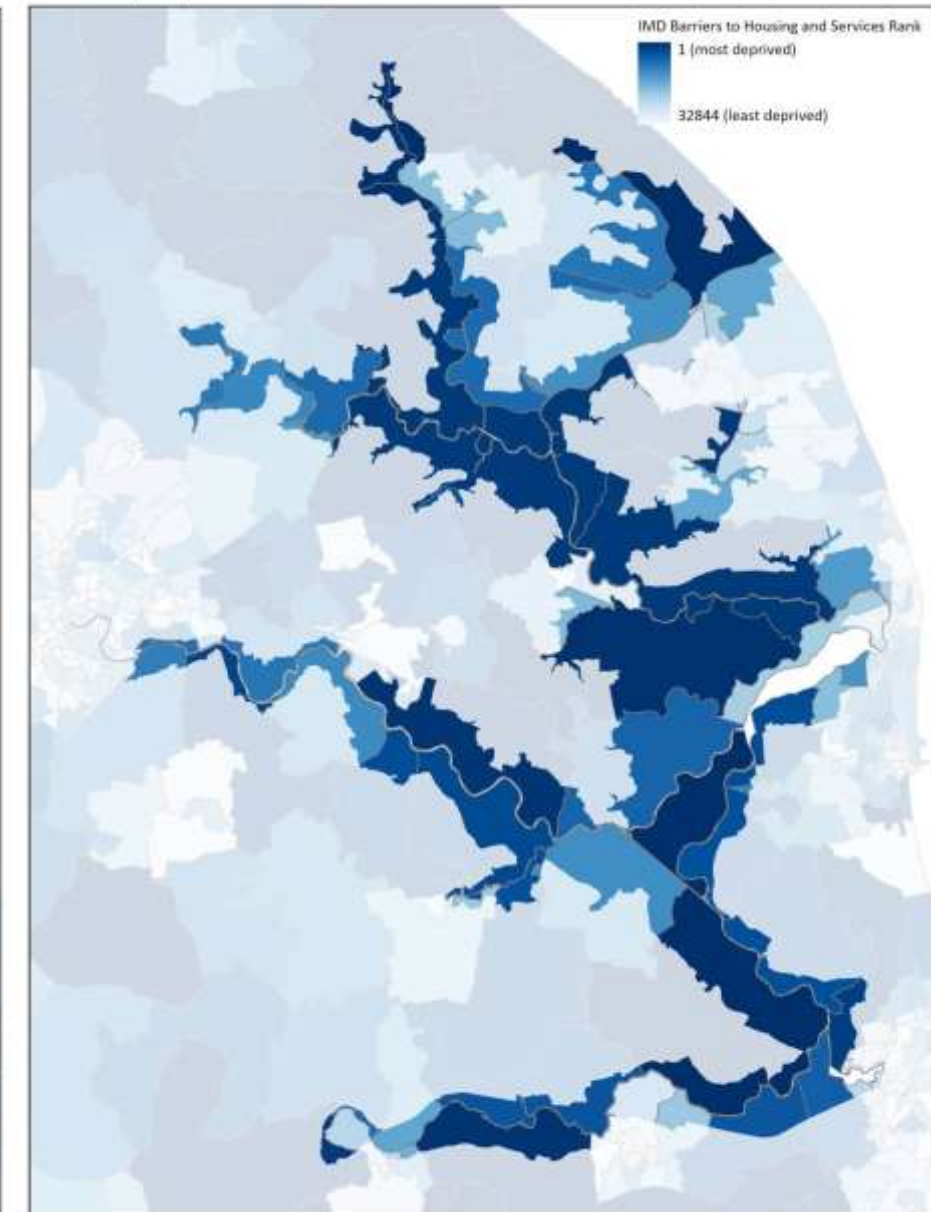 IMD Barriers to Housing and Services Rank
1 (most deprived)
32844 (least deprived)